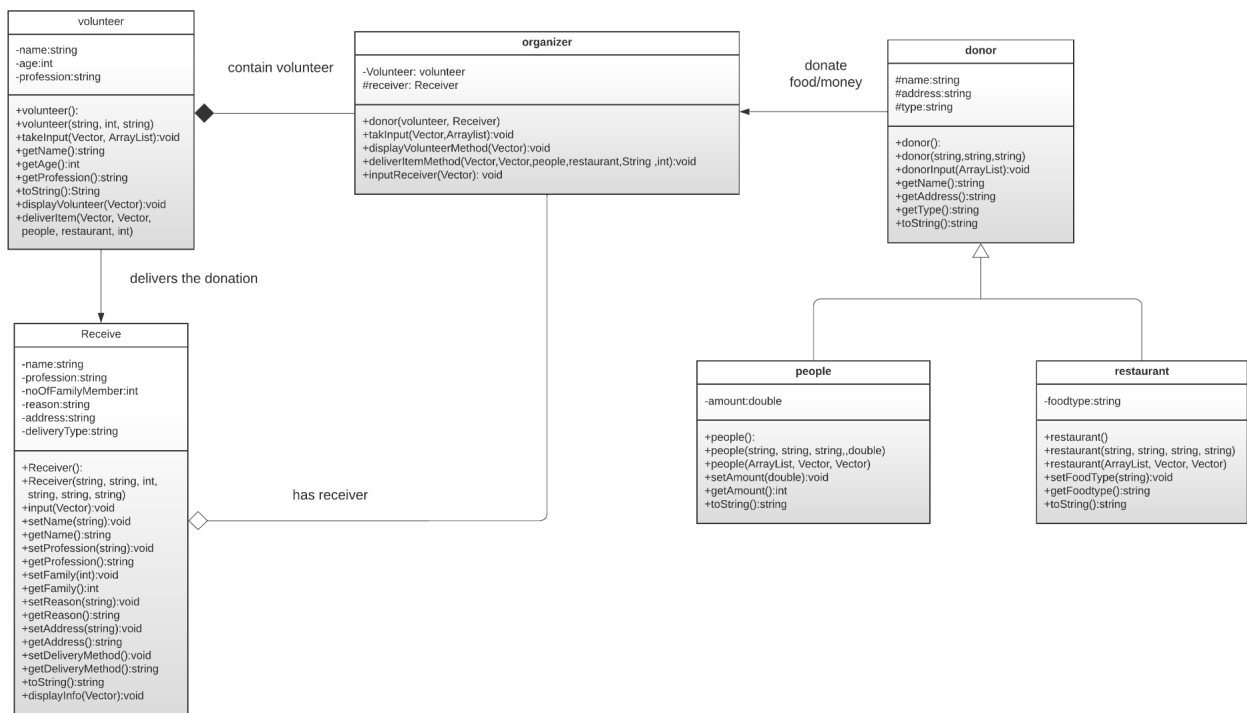 volunteer
-name:string
-age:int
-profession:string
+volunteer():
+volunteer(string, int, string)
+takeInput(Vector, ArrayList):void
+getName():string
+getAge():int
+getProfession():string
+toString():String
+displayVolunteer(Vector):void
+deliverItem(Vector, Vector,
people, restaurant, int)
contain volunteer
organizer
-Volunteer: volunteer
#receiver: Receiver
+donor(volunteer, Receiver)
+takInput(Vector,Arraylist):void
+displayVolunteerMethod(Vector):void
+deliverItemMethod(Vector,Vector,people,restaurant,String ,int):void
+inputReceiver(Vector): void
donate
food/money
donor
#name:string
#address:string
#type:string
+donor():
+donor(string,string,string)
+donorInput(ArrayList):void
+getName():string
+getAddress():string
+getType():string
+toString():string
delivers the donation
Receive
-name:string
-profession:string
-noOfFamilyMember:int
-reason:string
-address:string
-deliveryType:string
+Receiver():
+Receiver(string, string, int,
string, string, string)
+input(Vector):void
+setName(string):void
+getName():string
+setProfession(string):void
+getProfession():string
+setFamily(int):void
+getFamily():int
+setReason(string):void
+getReason():string
+setAddress(string):void
+getAddress():string
+setDeliveryMethod():void
+getDeliveryMethod():string
+toString():string
+displayInfo(Vector):void
has receiver
people
-amount:double
+people():
+people(string, string, string,,double)
+people(ArrayList, Vector, Vector)
+setAmount(double):void
+getAmount():int
+toString():string
restaurant
-foodtype:string
+restaurant()
+restaurant(string, string, string, string)
+restaurant(ArrayList, Vector, Vector)
+setFoodType(string):void
+getFoodtype():string
+toString():string